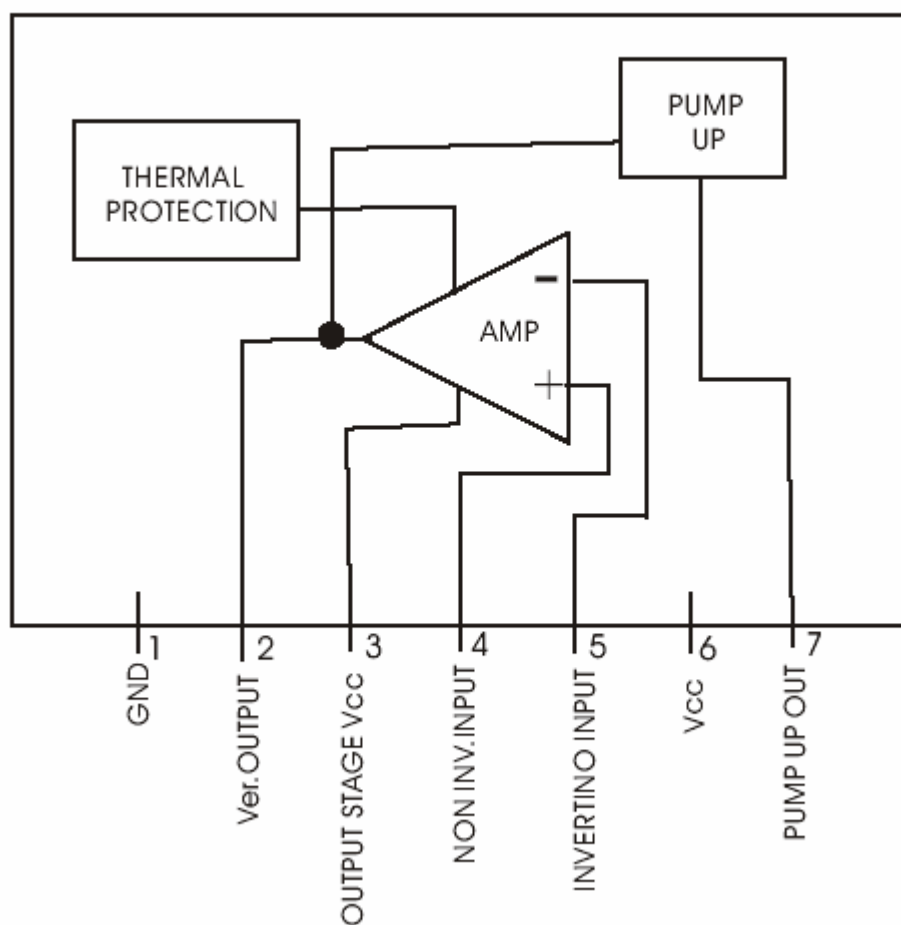 PUMP
UP
THERMAL
PROTECTION
-
AMP
+
1
2
3
4
5
6
7
GND
Ver.OUTPUT
OUTPUT STAGE Vcc
NON INV.INPUT
INVERTINO INPUT
Vcc
PUMP UP OUT